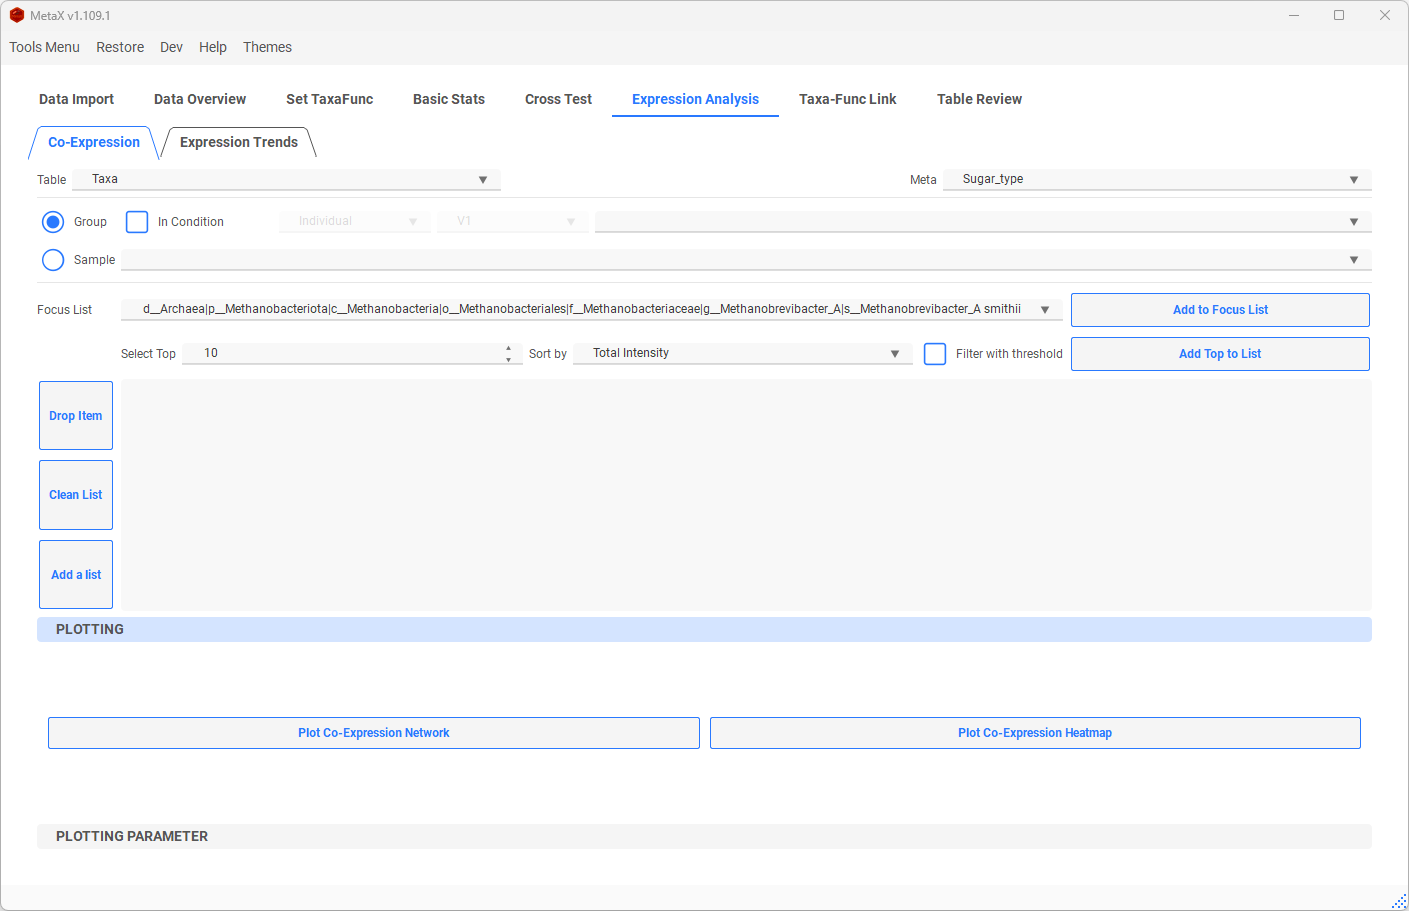 MetaX v1.109.1
Tools Menu Restore Dev Help Themes
Data Import Data Overview Set TaxaFunc Basic Stats Cross Test Expression Analysis Taxa-Func Link Table Review
Co-Expression Expression Trends
Table Taxa Meta Sugar_type
Group In Condition Individual V1
Sample
Focus List d__Archaea|p__Methanobacteriota|c__Methanobacteria|o__Methanobacteriales|f__Methanobacteriaceae|g__Methanobrevibacter_A|s__Methanobrevibacter_A smithii Add to Focus List
Select Top 10 Sort by Total Intensity Filter with threshold Add Top to List
Drop Item
Clean List
Add a list
PLOTTING
Plot Co-Expression Network Plot Co-Expression Heatmap
PLOTTING PARAMETER